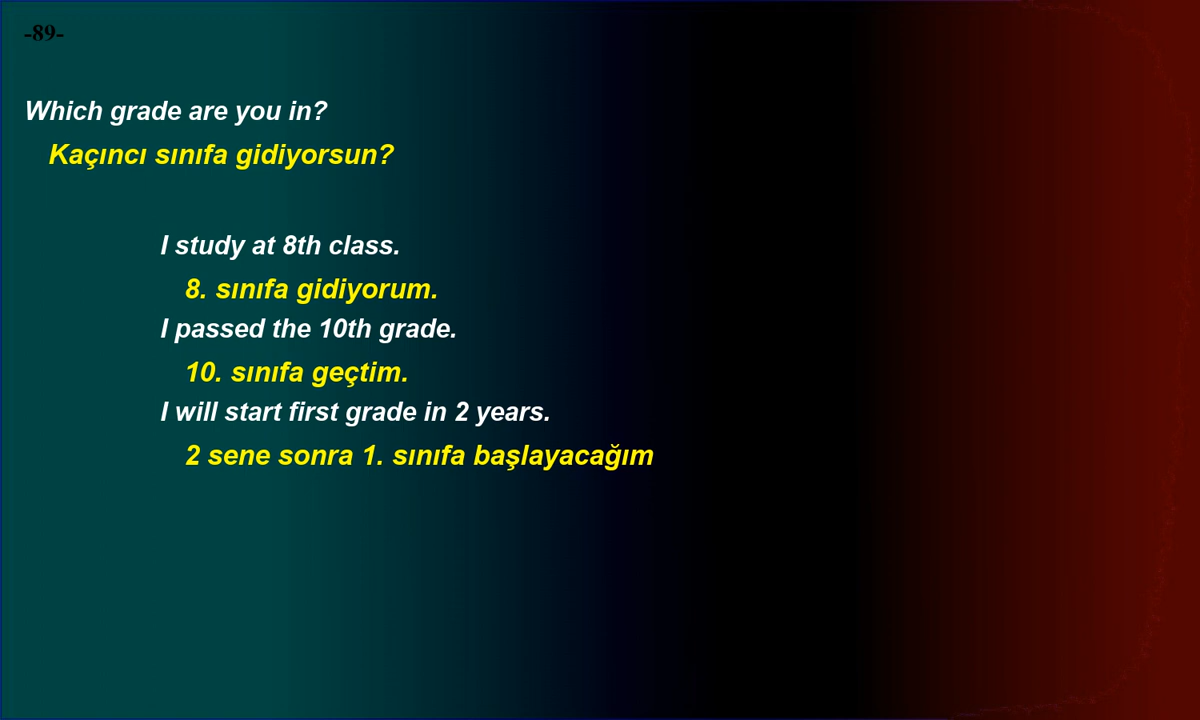 -89-
Which grade are you in?
Kaçıncı sınıfa gidiyorsun?
I study at 8th class.
8. sınıfa gidiyorum.
I passed the 10th grade.
10. sınıfa geçtim.
I will start first grade in 2 years.
2 sene sonra 1. sınıfa başlayacağım